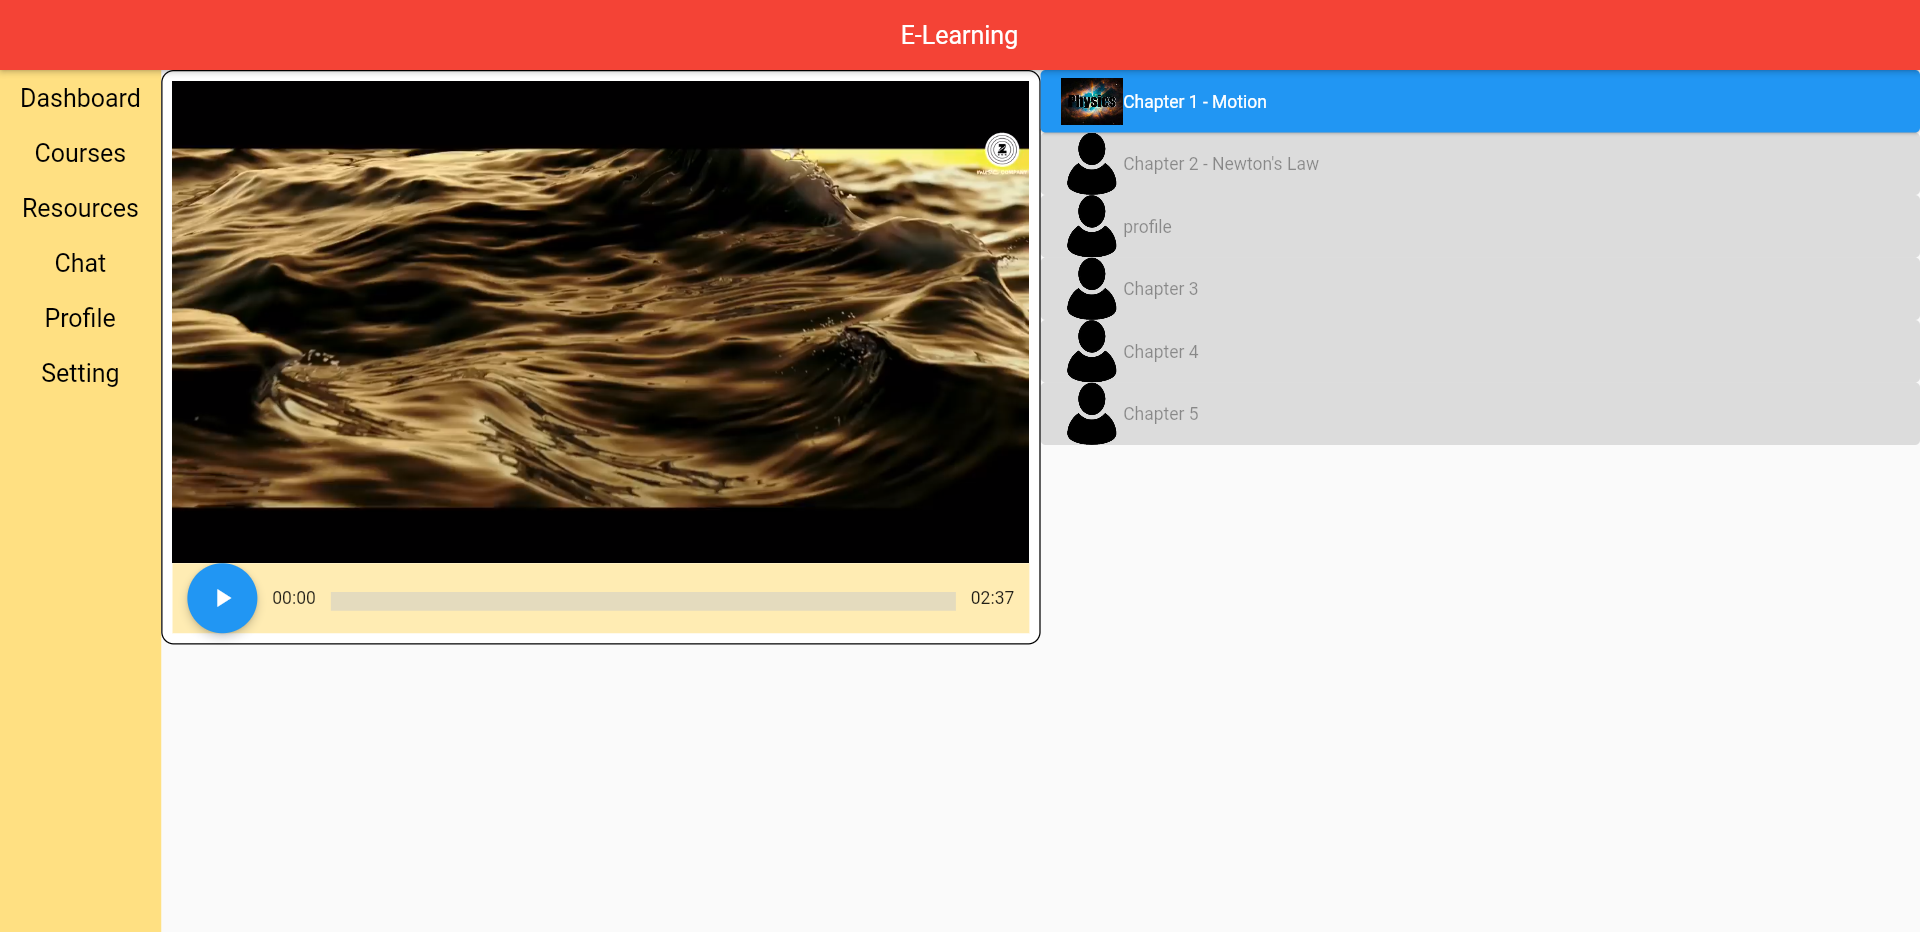 E-Learning
Dashboard
Courses
Resources
Chat
Profile
Setting
00:00
02:37
Physics
Chapter 1 - Motion
Chapter 2 - Newton's Law
profile
Chapter 3
Chapter 4
Chapter 5